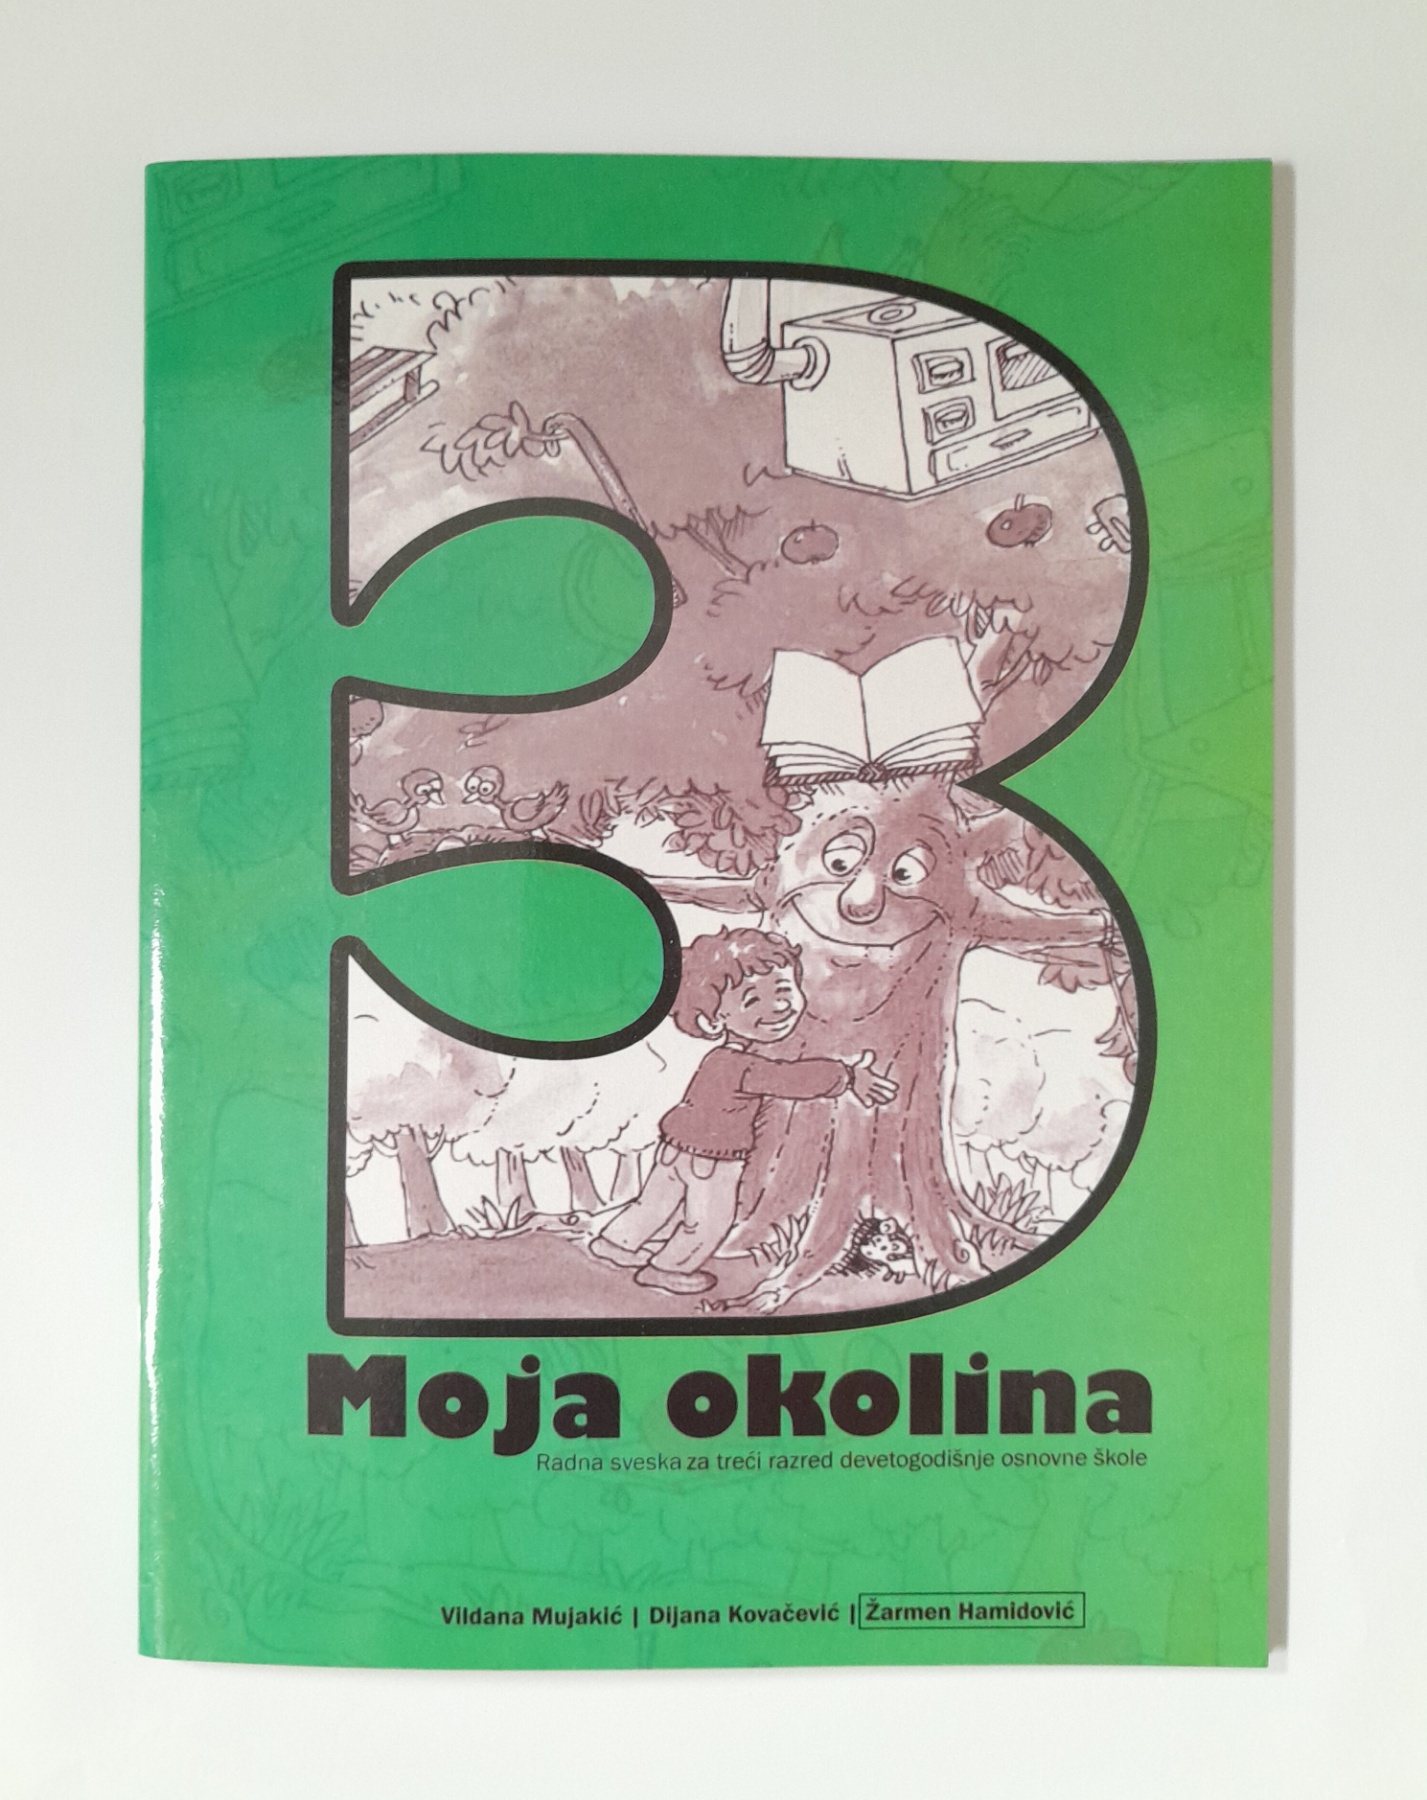 3
Moja okolina
Radna sveska za treći razred devetogodišnje osnovne škole
Vildana Mujakić | Dijana Kovačević | Žarmen Hamidović